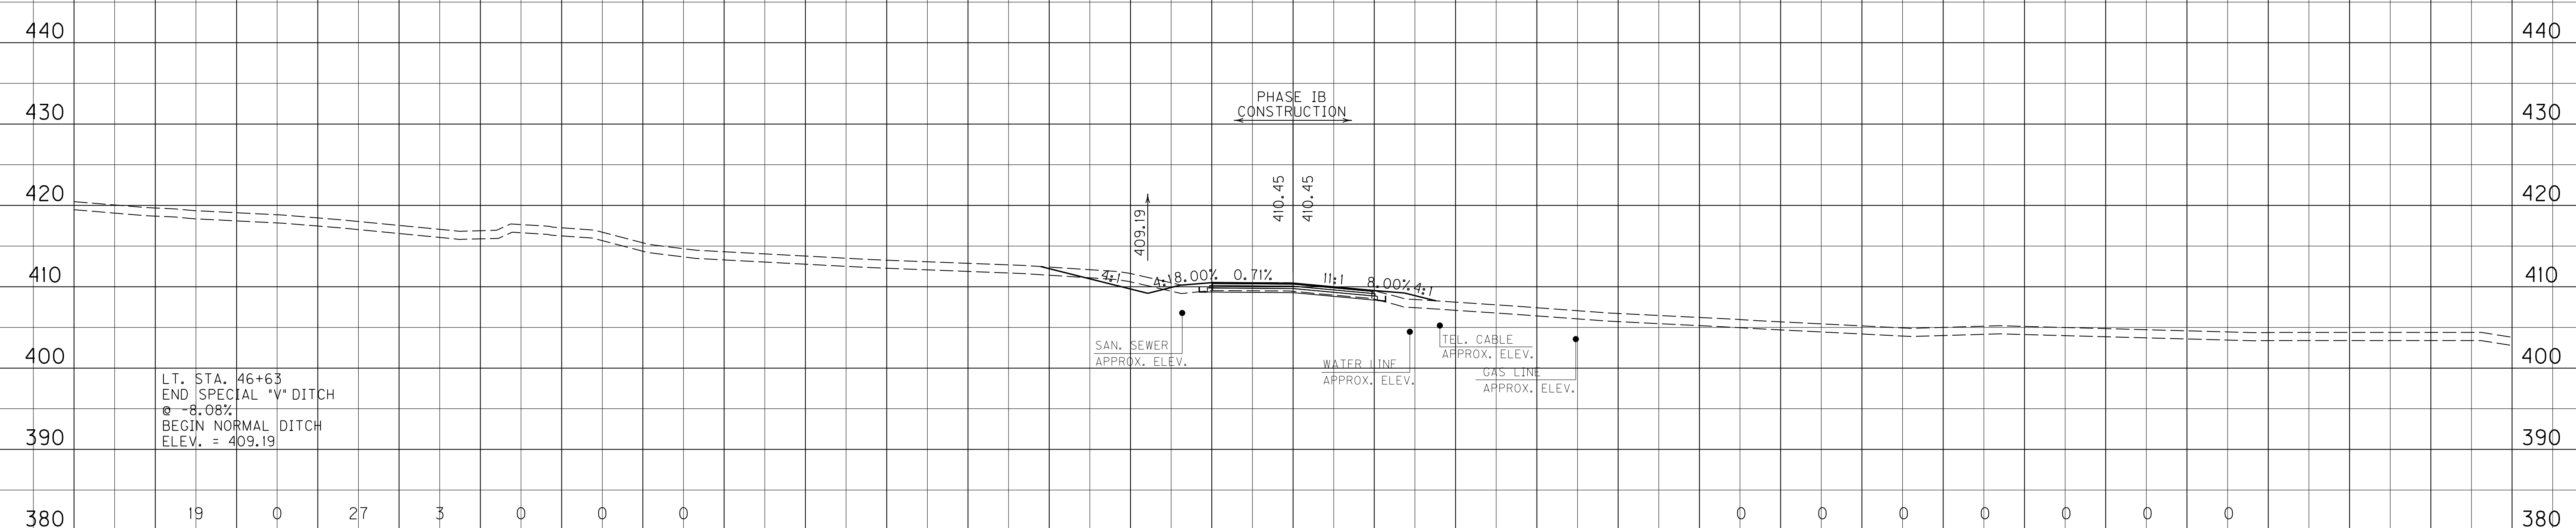 440 440
430 430
PHASE IB
CONSTRUCTION
420 420
409.19
410.45
410.45
410 410
4:1 4:1 8.00% 0.71% 11:1 8.00% 4:1
SAN. SEWER
APPROX. ELEV.
WATER LINE
APPROX. ELEV.
TEL. CABLE
APPROX. ELEV.
GAS LINE
APPROX. ELEV.
400 400
LT. STA. 46+63
END SPECIAL "V" DITCH
@ -8.08%
BEGIN NORMAL DITCH
ELEV. = 409.19
390 390
19 0 27 3 0 0 0 0 0 0 0 0 0 0
380 380